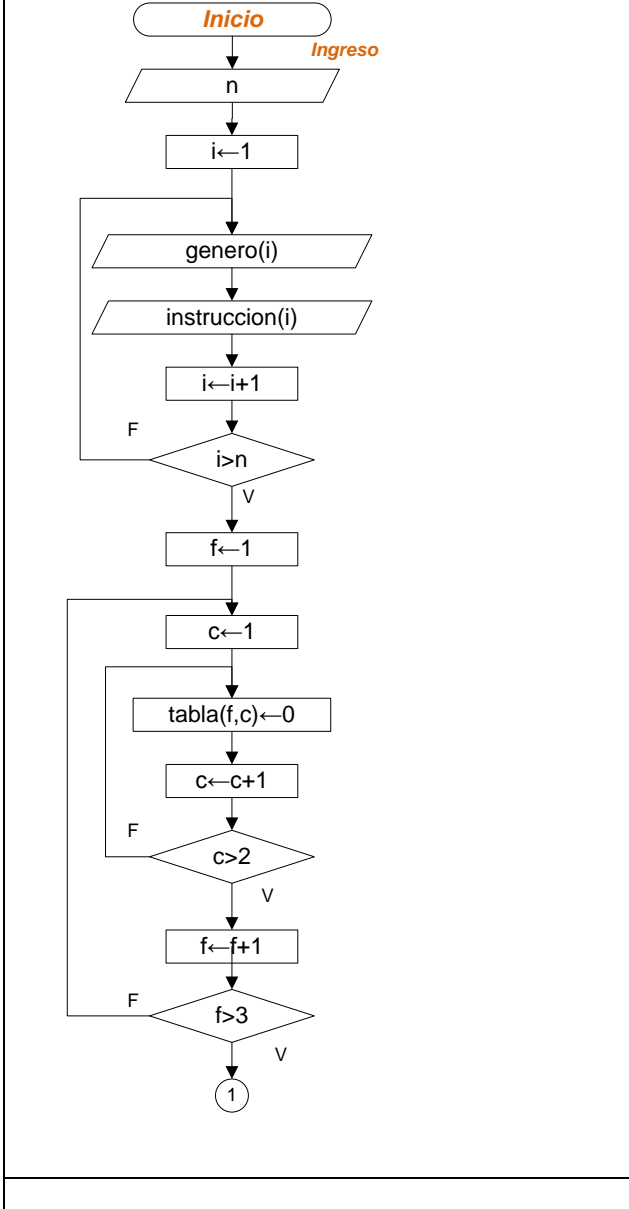 Inicio
Ingreso
n
i←1
genero(i)
instruccion(i)
i←i+1
F
i>n
V
f←1
c←1
tabla(f,c)←0
c←c+1
F
c>2
V
f←f+1
F
f>3
V
1